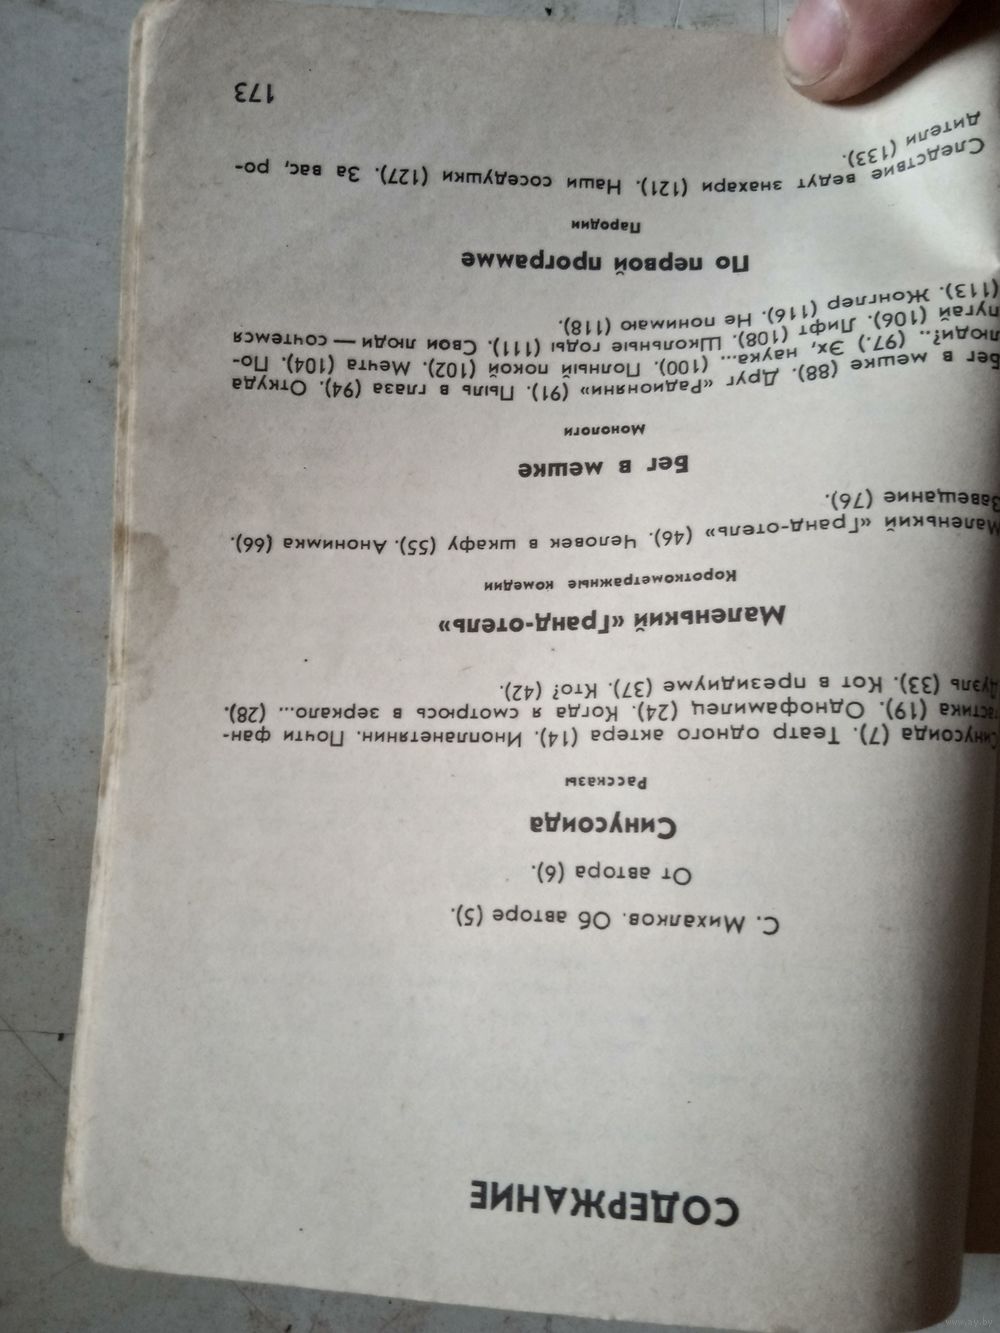 СОДЕРЖАНИЕ
С. Михалков. Об авторе (5).
От автора (6).
Синусоида
Рассказы
Синусоида (7). Театр одного актера (14). Инопланетянин. Почти фан-
тастика (19). Однофамилец (24). Когда я смотрюсь в зеркало... (28).
Дуэль (33). Кот в президиуме (37). Кто? (42).
Маленький «Гранд-отель»
Короткометражные комедии
Маленький «Гранд-отель» (46). Человек в шкафу (55). Анонимка (66).
Завещание (76).
Бег в мешке
Монологи
Бег в мешке (88). Друг «Радионяни» (91). Пыль в глаза (94). Откуда
люди?.. (97.) Эх, наука... (100). Полный покой (102). Мечта (104). По-
пугай (106). Лифт (108). Школьные годы (111). Свои люди — сочтемся
(113). Жонглер (116). Не понимаю (118).
По первой программе
Пародии
Следствие ведут знахари (121). Наши соседушки (127). За вас, ро-
дители (133).
173
www.ay.by